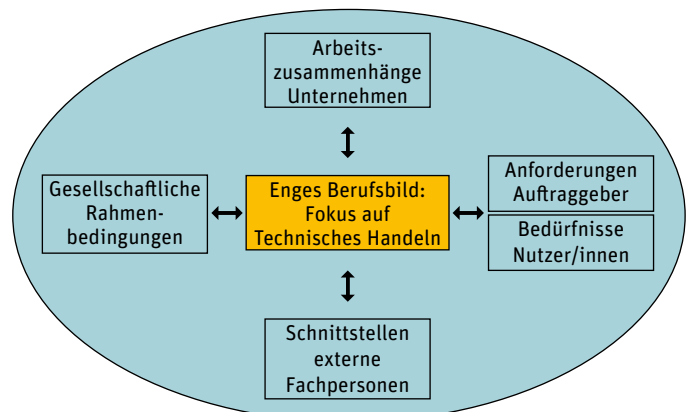 Arbeits-
zusammenhänge
Unternehmen
Gesellschaftliche
Rahmen-
bedingungen
Enges Berufsbild:
Fokus auf
Technisches Handeln
Anforderungen
Auftraggeber
Bedürfnisse
Nutzer/innen
Schnittstellen
externe
Fachpersonen